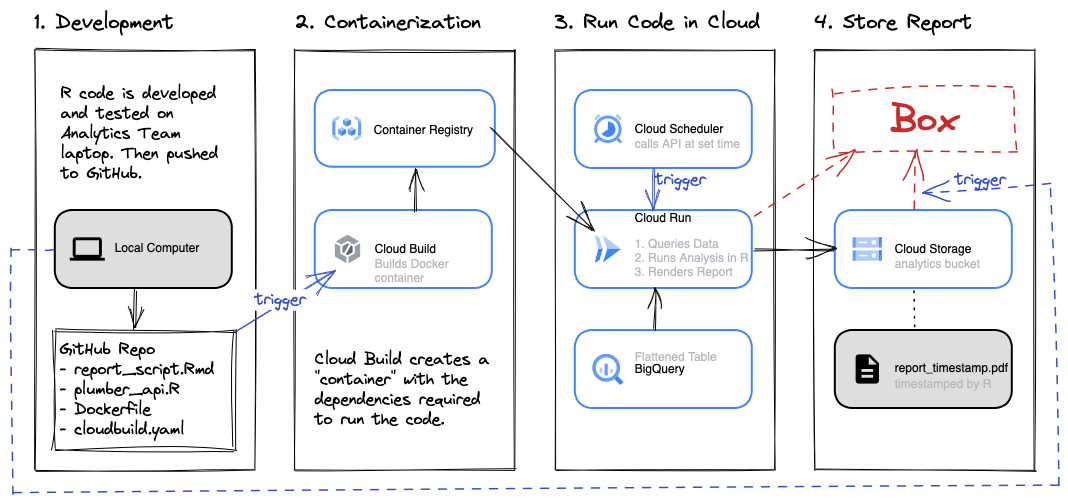 1. Development
R code is developed
and tested on
Analytics Team
laptop. Then pushed
to GitHub.
Local Computer
GitHub Repo
- report_script.Rmd
- plumber_api.R
- Dockerfile
- cloudbuild.yaml
trigger
2. Containerization
Container Registry
Cloud Build
Builds Docker
container
Cloud Build creates a
"container" with the
dependencies required
to run the code.
3. Run Code in Cloud
Cloud Scheduler
calls API at set time
trigger
Cloud Run
1. Queries Data
2. Runs Analysis in R
3. Renders Report
Flattened Table
BigQuery
4. Store Report
Box
trigger
Cloud Storage
analytics bucket
report_timestamp.pdf
timestamped by R